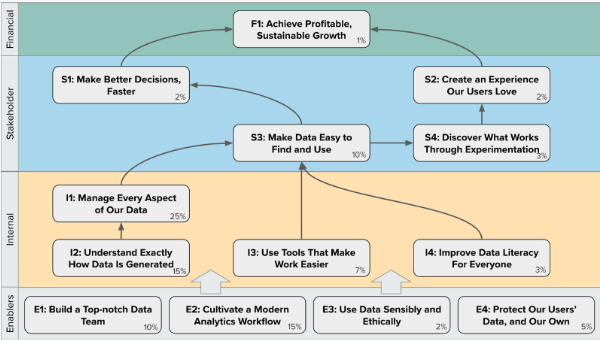 Financial
F1: Achieve Profitable,
Sustainable Growth
1%
Stakeholder
S1: Make Better Decisions,
Faster
2%
S2: Create an Experience
Our Users Love
2%
S3: Make Data Easy to
Find and Use
10%
S4: Discover What Works
Through Experimentation
3%
Internal
I1: Manage Every Aspect
of Our Data
25%
I2: Understand Exactly
How Data Is Generated
15%
I3: Use Tools That Make
Work Easier
7%
I4: Improve Data Literacy
For Everyone
3%
Enablers
E1: Build a Top-notch Data
Team
10%
E2: Cultivate a Modern
Analytics Workflow
15%
E3: Use Data Sensibly and
Ethically
2%
E4: Protect Our Users'
Data, and Our Own
5%